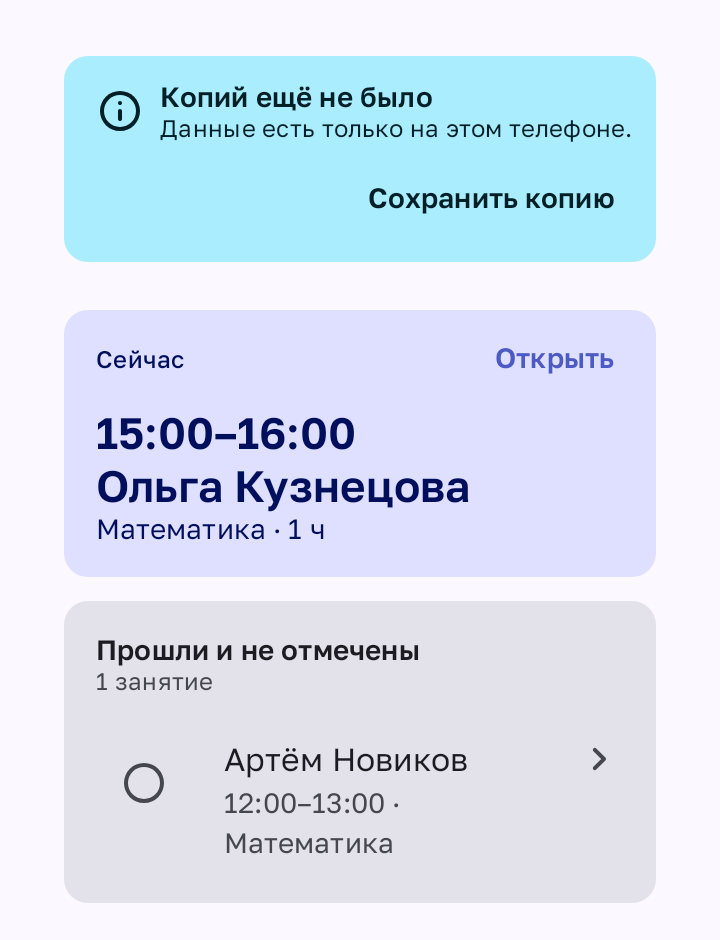 Копий ещё не было
Данные есть только на этом телефоне.
Сохранить копию
Сейчас
Открыть
15:00–16:00
Ольга Кузнецова
Математика · 1 ч
Прошли и не отмечены
1 занятие
Артём Новиков
12:00–13:00 ·
Математика